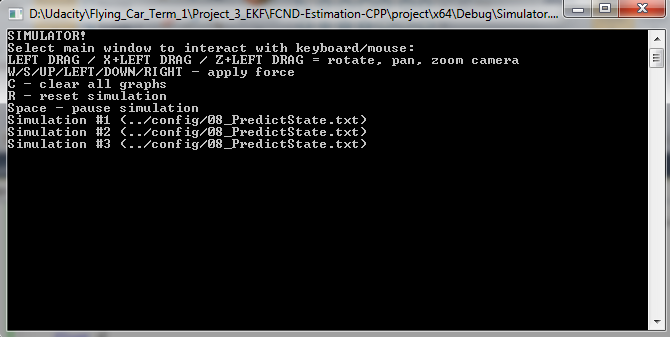 D:\Udacity\Flying_Car_Term_1\Project_3_EKF\FCND-Estimation-CPP\project\x64\Debug\Simulator....
SIMULATOR!
Select main window to interact with keyboard/mouse:
LEFT DRAG / X+LEFT DRAG / Z+LEFT DRAG = rotate, pan, zoom camera
W/S/UP/LEFT/DOWN/RIGHT - apply force
C - clear all graphs
R - reset simulation
Space - pause simulation
Simulation #1 (../config/08_PredictState.txt)
Simulation #2 (../config/08_PredictState.txt)
Simulation #3 (../config/08_PredictState.txt)